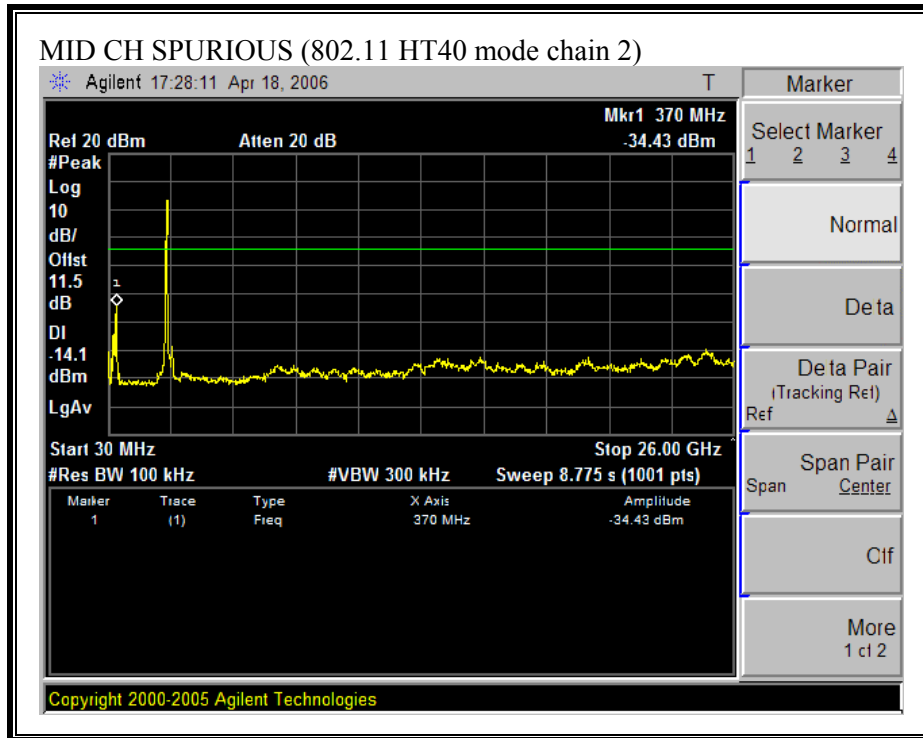 MID CH SPURIOUS (802.11 HT40 mode chain 2)
Agilent 17:28:11 Apr 18, 2006 T
Mkr1 370 MHz
Ref 20 dBm Atten 20 dB -34.43 dBm
#Peak
Log
10
dB/
Offst
11.5
dB
DI
-14.1
dBm
LgAv
1
Start 30 MHz Stop 26.00 GHz
#Res BW 100 kHz #VBW 300 kHz Sweep 8.775 s (1001 pts)
Marker Trace Type X Axis Amplitude
1 (1) Freq 370 MHz -34.43 dBm
Copyright 2000-2005 Agilent Technologies
Marker
Select Marker
1 2 3 4
Normal
Delta
Delta Pair
(Tracking Ref)
Ref Δ
Span Pair
Span Center
Off
More
1 of 2